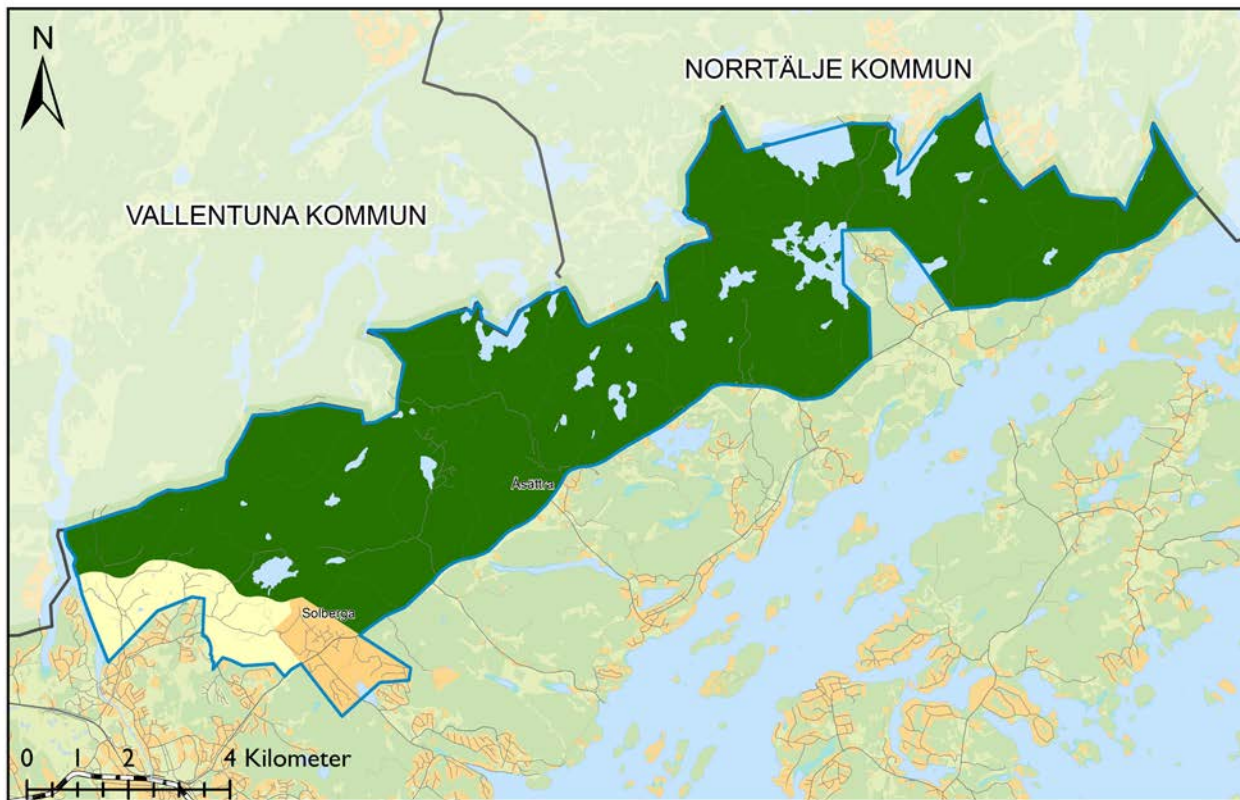 N
NORRTÄLJE KOMMUN
VALLENTUNA KOMMUN
Åsättra
Solberga
0 1 2 4 Kilometer